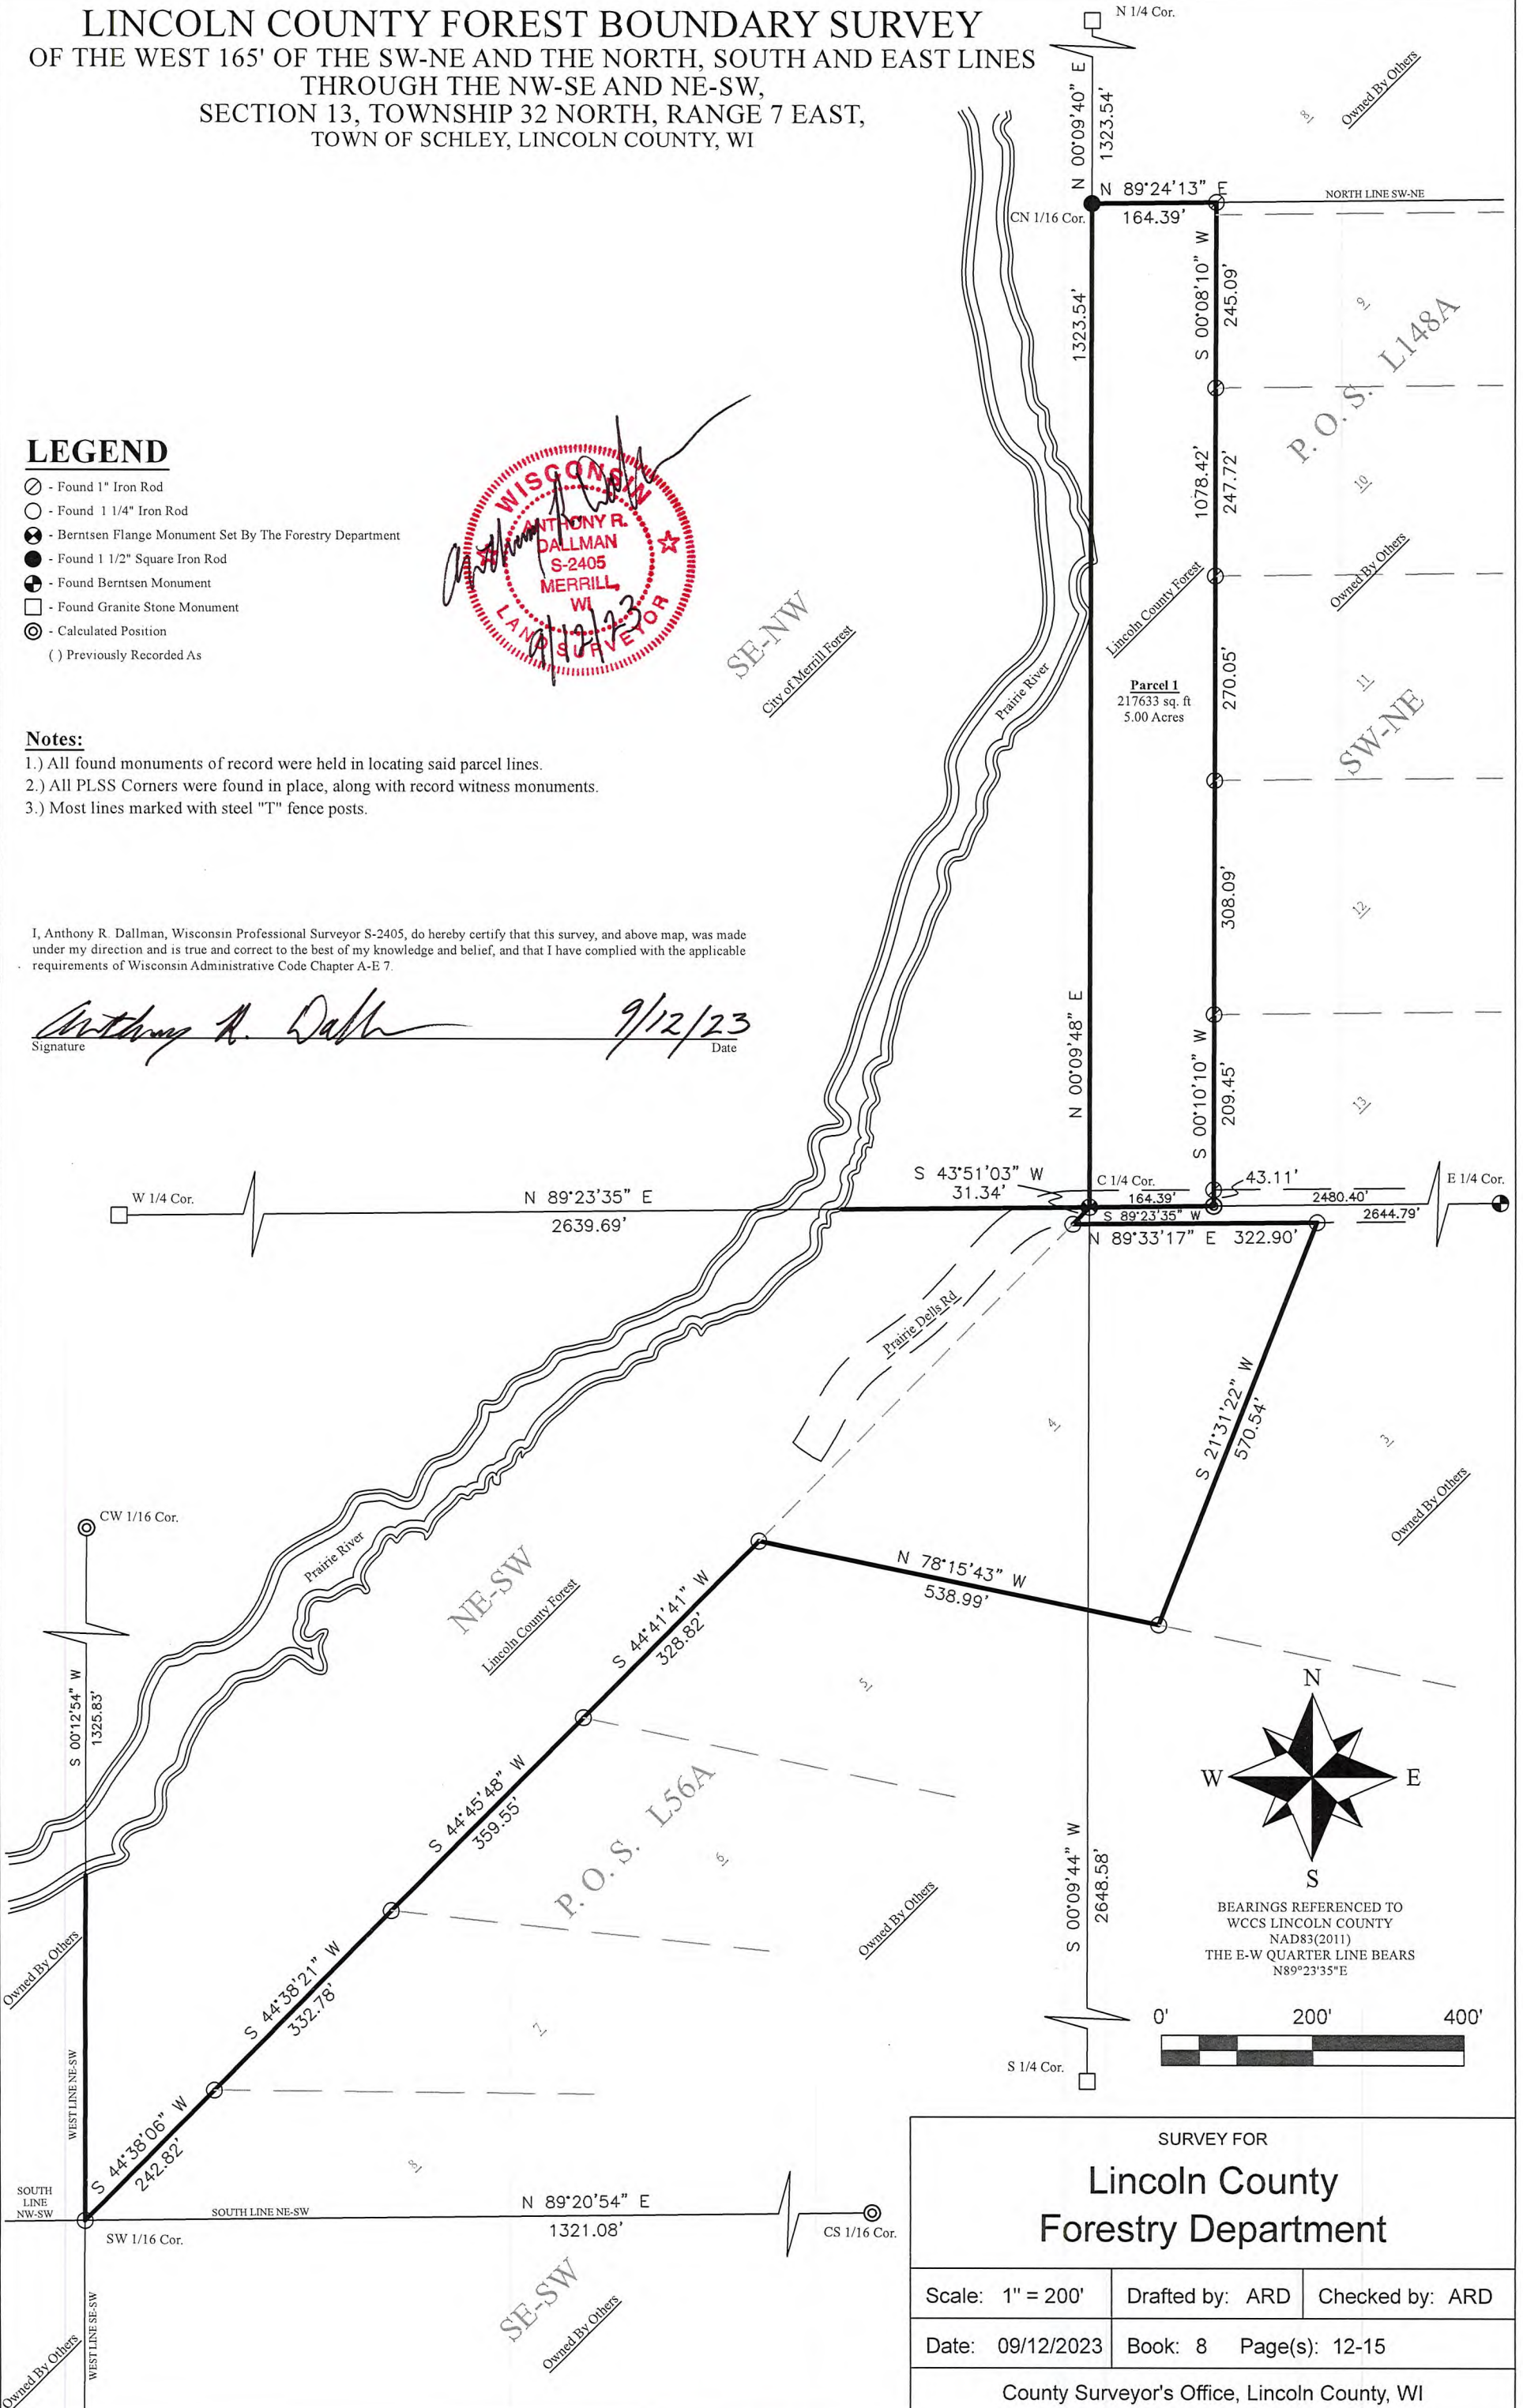 LINCOLN COUNTY FOREST BOUNDARY SURVEY
OF THE WEST 165' OF THE SW-NE AND THE NORTH, SOUTH AND EAST LINES
THROUGH THE NW-SE AND NE-SW,
SECTION 13, TOWNSHIP 32 NORTH, RANGE 7 EAST,
TOWN OF SCHLEY, LINCOLN COUNTY, WI
N 1/4 Cor.
N 00°09'40" E
1323.54'
8
Owned By Others
N 89°24'13" E
164.39'
NORTH LINE SW-NE
CN 1/16 Cor.
1323.54'
S 00°08'10" W
245.09'
9
P. O. S. L148A
LEGEND
- Found 1" Iron Rod
- Found 1 1/4" Iron Rod
- Berntsen Flange Monument Set By The Forestry Department
- Found 1 1/2" Square Iron Rod
- Found Berntsen Monument
- Found Granite Stone Monument
- Calculated Position
( ) Previously Recorded As
WISCONSIN
ANTHONY R.
DALLMAN
S-2405
MERRILL,
WI
LAND SURVEYOR
Anthony R. Dallman
9/12/23
1078.42'
247.72'
10
Owned By Others
Lincoln County Forest
SE-NW
City of Merrill Forest
Prairie River
Parcel 1
217633 sq. ft
5.00 Acres
270.05'
11
SW-NE
Notes:
1.) All found monuments of record were held in locating said parcel lines.
2.) All PLSS Corners were found in place, along with record witness monuments.
3.) Most lines marked with steel "T" fence posts.
308.09'
12
I, Anthony R. Dallman, Wisconsin Professional Surveyor S-2405, do hereby certify that this survey, and above map, was made
under my direction and is true and correct to the best of my knowledge and belief, and that I have complied with the applicable
requirements of Wisconsin Administrative Code Chapter A-E 7.
Anthony R. Dallman
9/12/23
Signature
Date
N 00°09'48" E
S 00°10'10" W
209.45'
13
W 1/4 Cor.
N 89°23'35" E
2639.69'
S 43°51'03" W
31.34'
C 1/4 Cor.
164.39'
43.11'
2480.40'
E 1/4 Cor.
S 89°23'35" W
2644.79'
N 89°33'17" E 322.90'
Prairie Dells Rd
4
S 21°31'22" W
570.54'
3
Owned By Others
CW 1/16 Cor.
Prairie River
NE-SW
Lincoln County Forest
N 78°15'43" W
538.99'
S 44°41'41" W
328.82'
5
S 00°12'54" W
1325.83'
S 44°45'48" W
359.55'
P. O. S. L56A
6
Owned By Others
N
W
E
S
BEARINGS REFERENCED TO
WCCS LINCOLN COUNTY
NAD83(2011)
THE E-W QUARTER LINE BEARS
N89°23'35"E
S 00°09'44" W
2648.58'
Owned By Others
S 44°38'21" W
332.78'
7
0' 200' 400'
S 1/4 Cor.
WEST LINE NE-SW
S 44°38'06" W
242.82'
8
SOUTH
LINE
NW-SW
SOUTH LINE NE-SW
N 89°20'54" E
1321.08'
SW 1/16 Cor.
CS 1/16 Cor.
SE-SW
Owned By Others
WEST LINE SE-SW
Owned By Others
SURVEY FOR
Lincoln County
Forestry Department
Scale: 1" = 200' Drafted by: ARD Checked by: ARD
Date: 09/12/2023 Book: 8 Page(s): 12-15
County Surveyor's Office, Lincoln County, WI